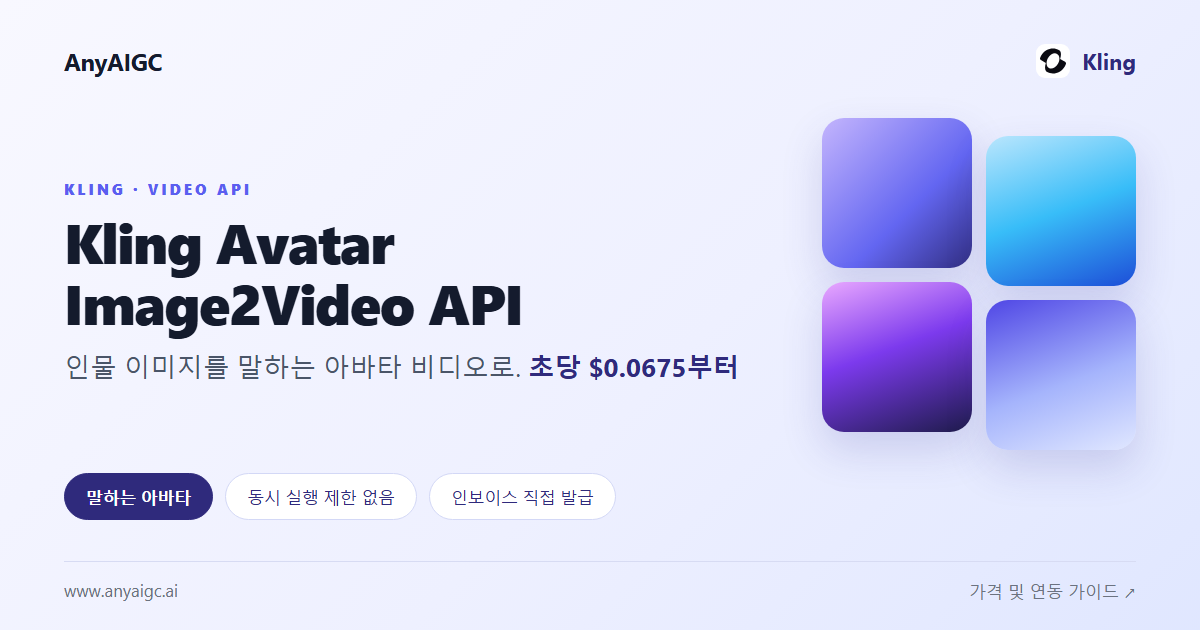 AnyAIGC
Kling
KLING · VIDEO API
Kling Avatar
Image2Video API
인물 이미지를 말하는 아바타 비디오로. 초당 $0.0675부터
말하는 아바타
동시 실행 제한 없음
인보이스 직접 발급
www.anyaigc.ai
가격 및 연동 가이드 ↗